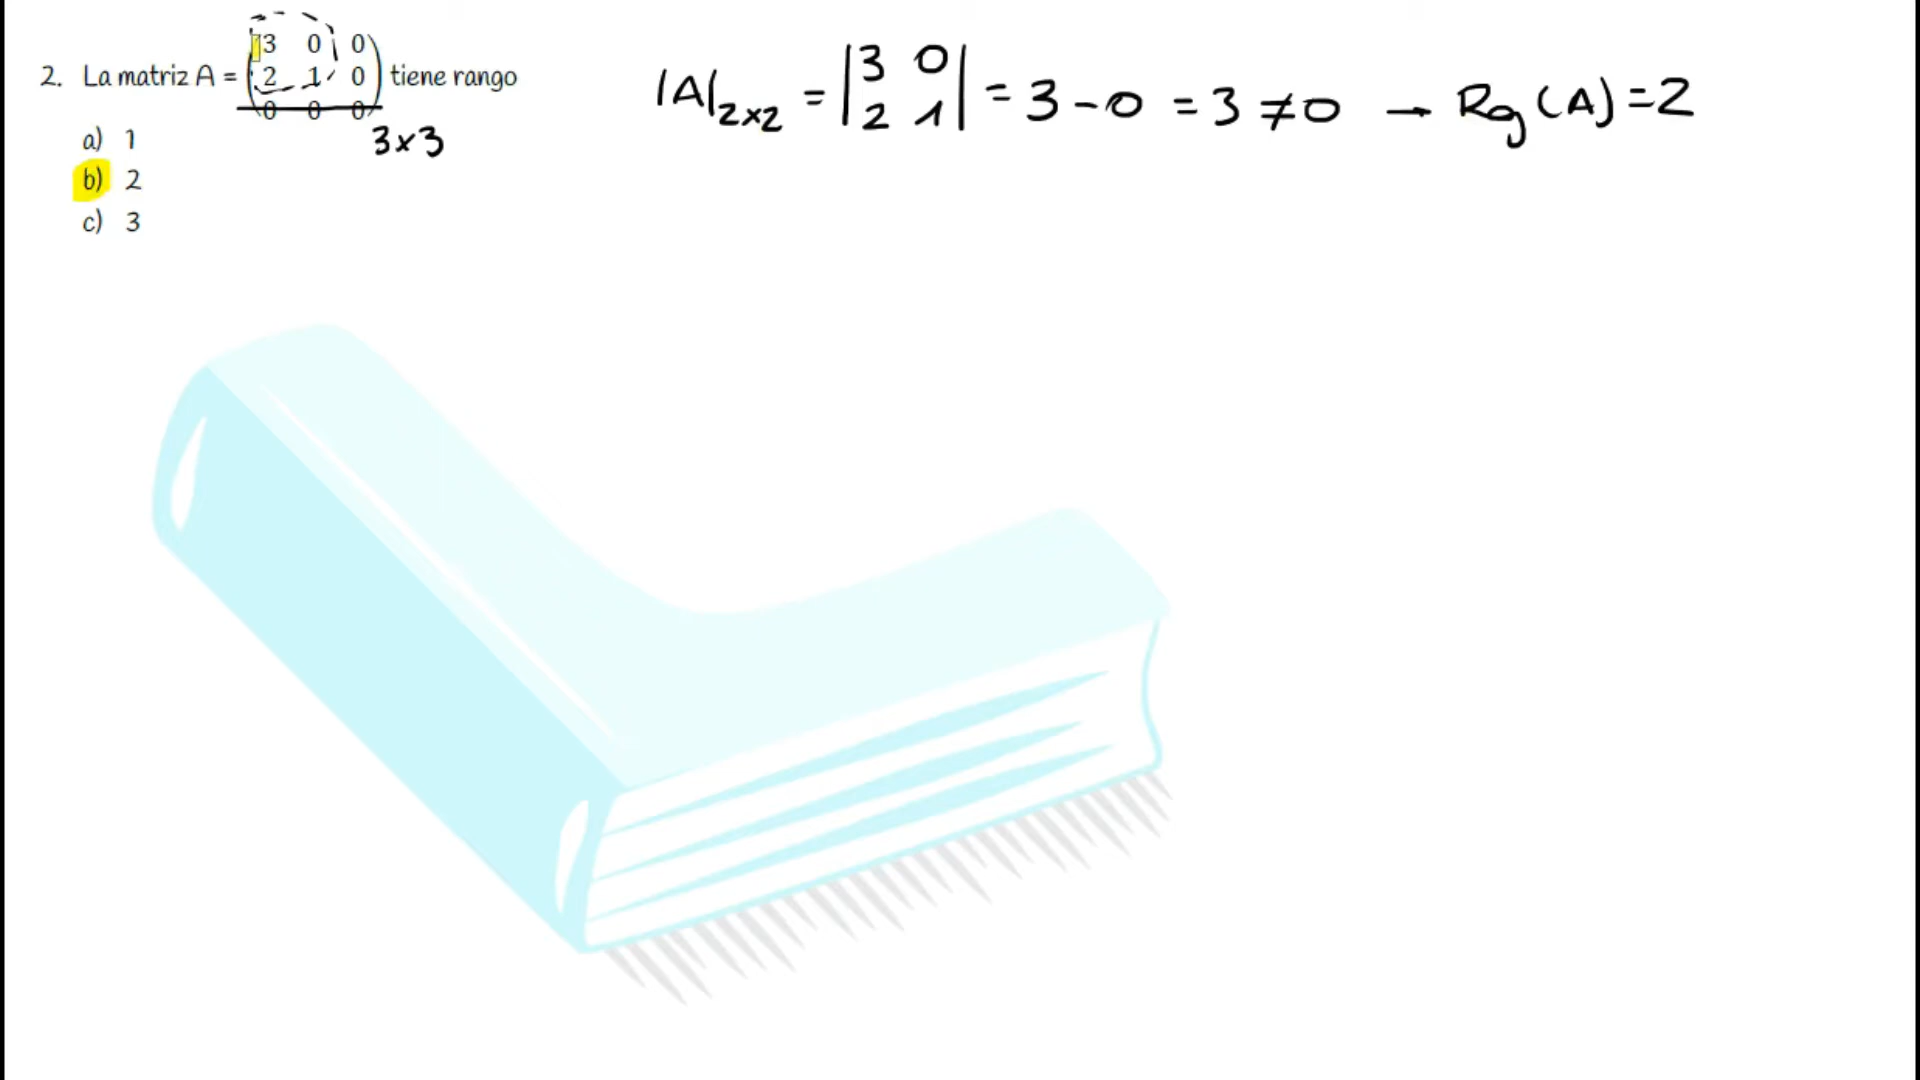 3 0 0
2. La matriz A = ( 2 1 0 ) tiene rango
0 0 0
3x3
a) 1
b) 2
c) 3
|A|2x2 = |3 0
2 1| = 3 - 0 = 3 ≠ 0 → Rg (A) = 2